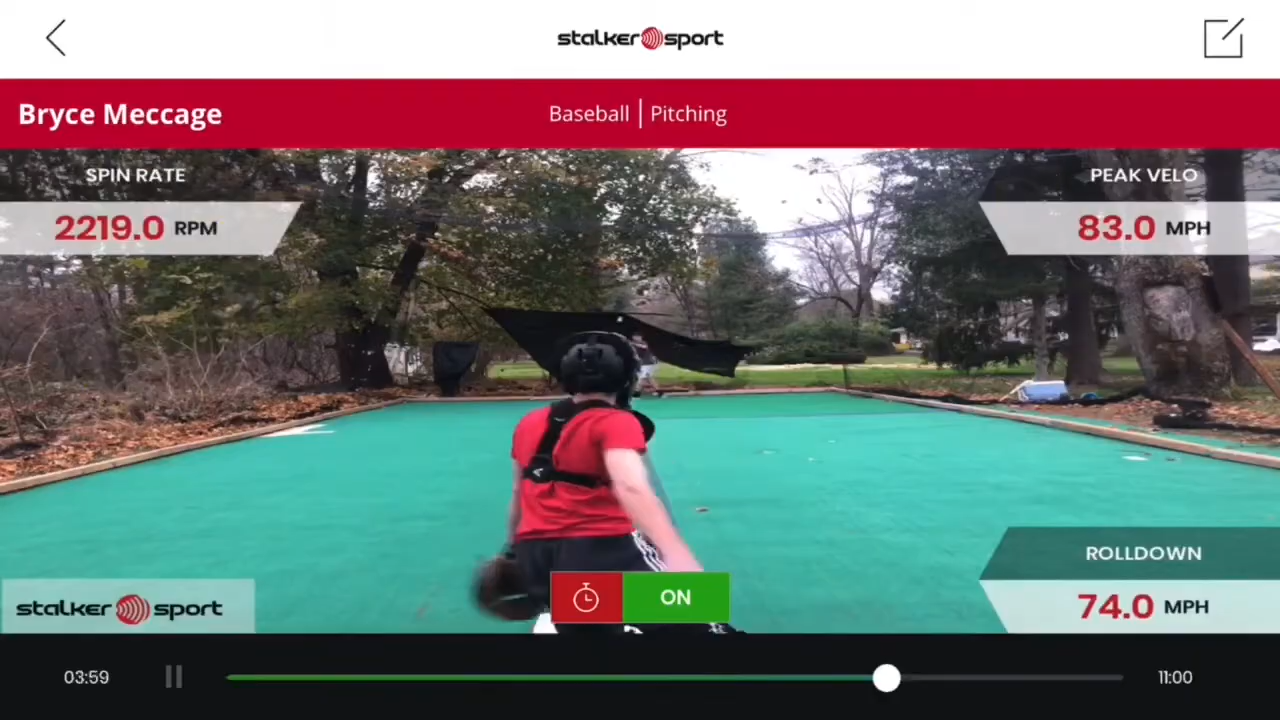 stalker sport
Bryce Meccage
Baseball | Pitching
SPIN RATE
2219.0 RPM
PEAK VELO
83.0 MPH
ROLLDOWN
74.0 MPH
stalker sport
ON
03:59
11:00